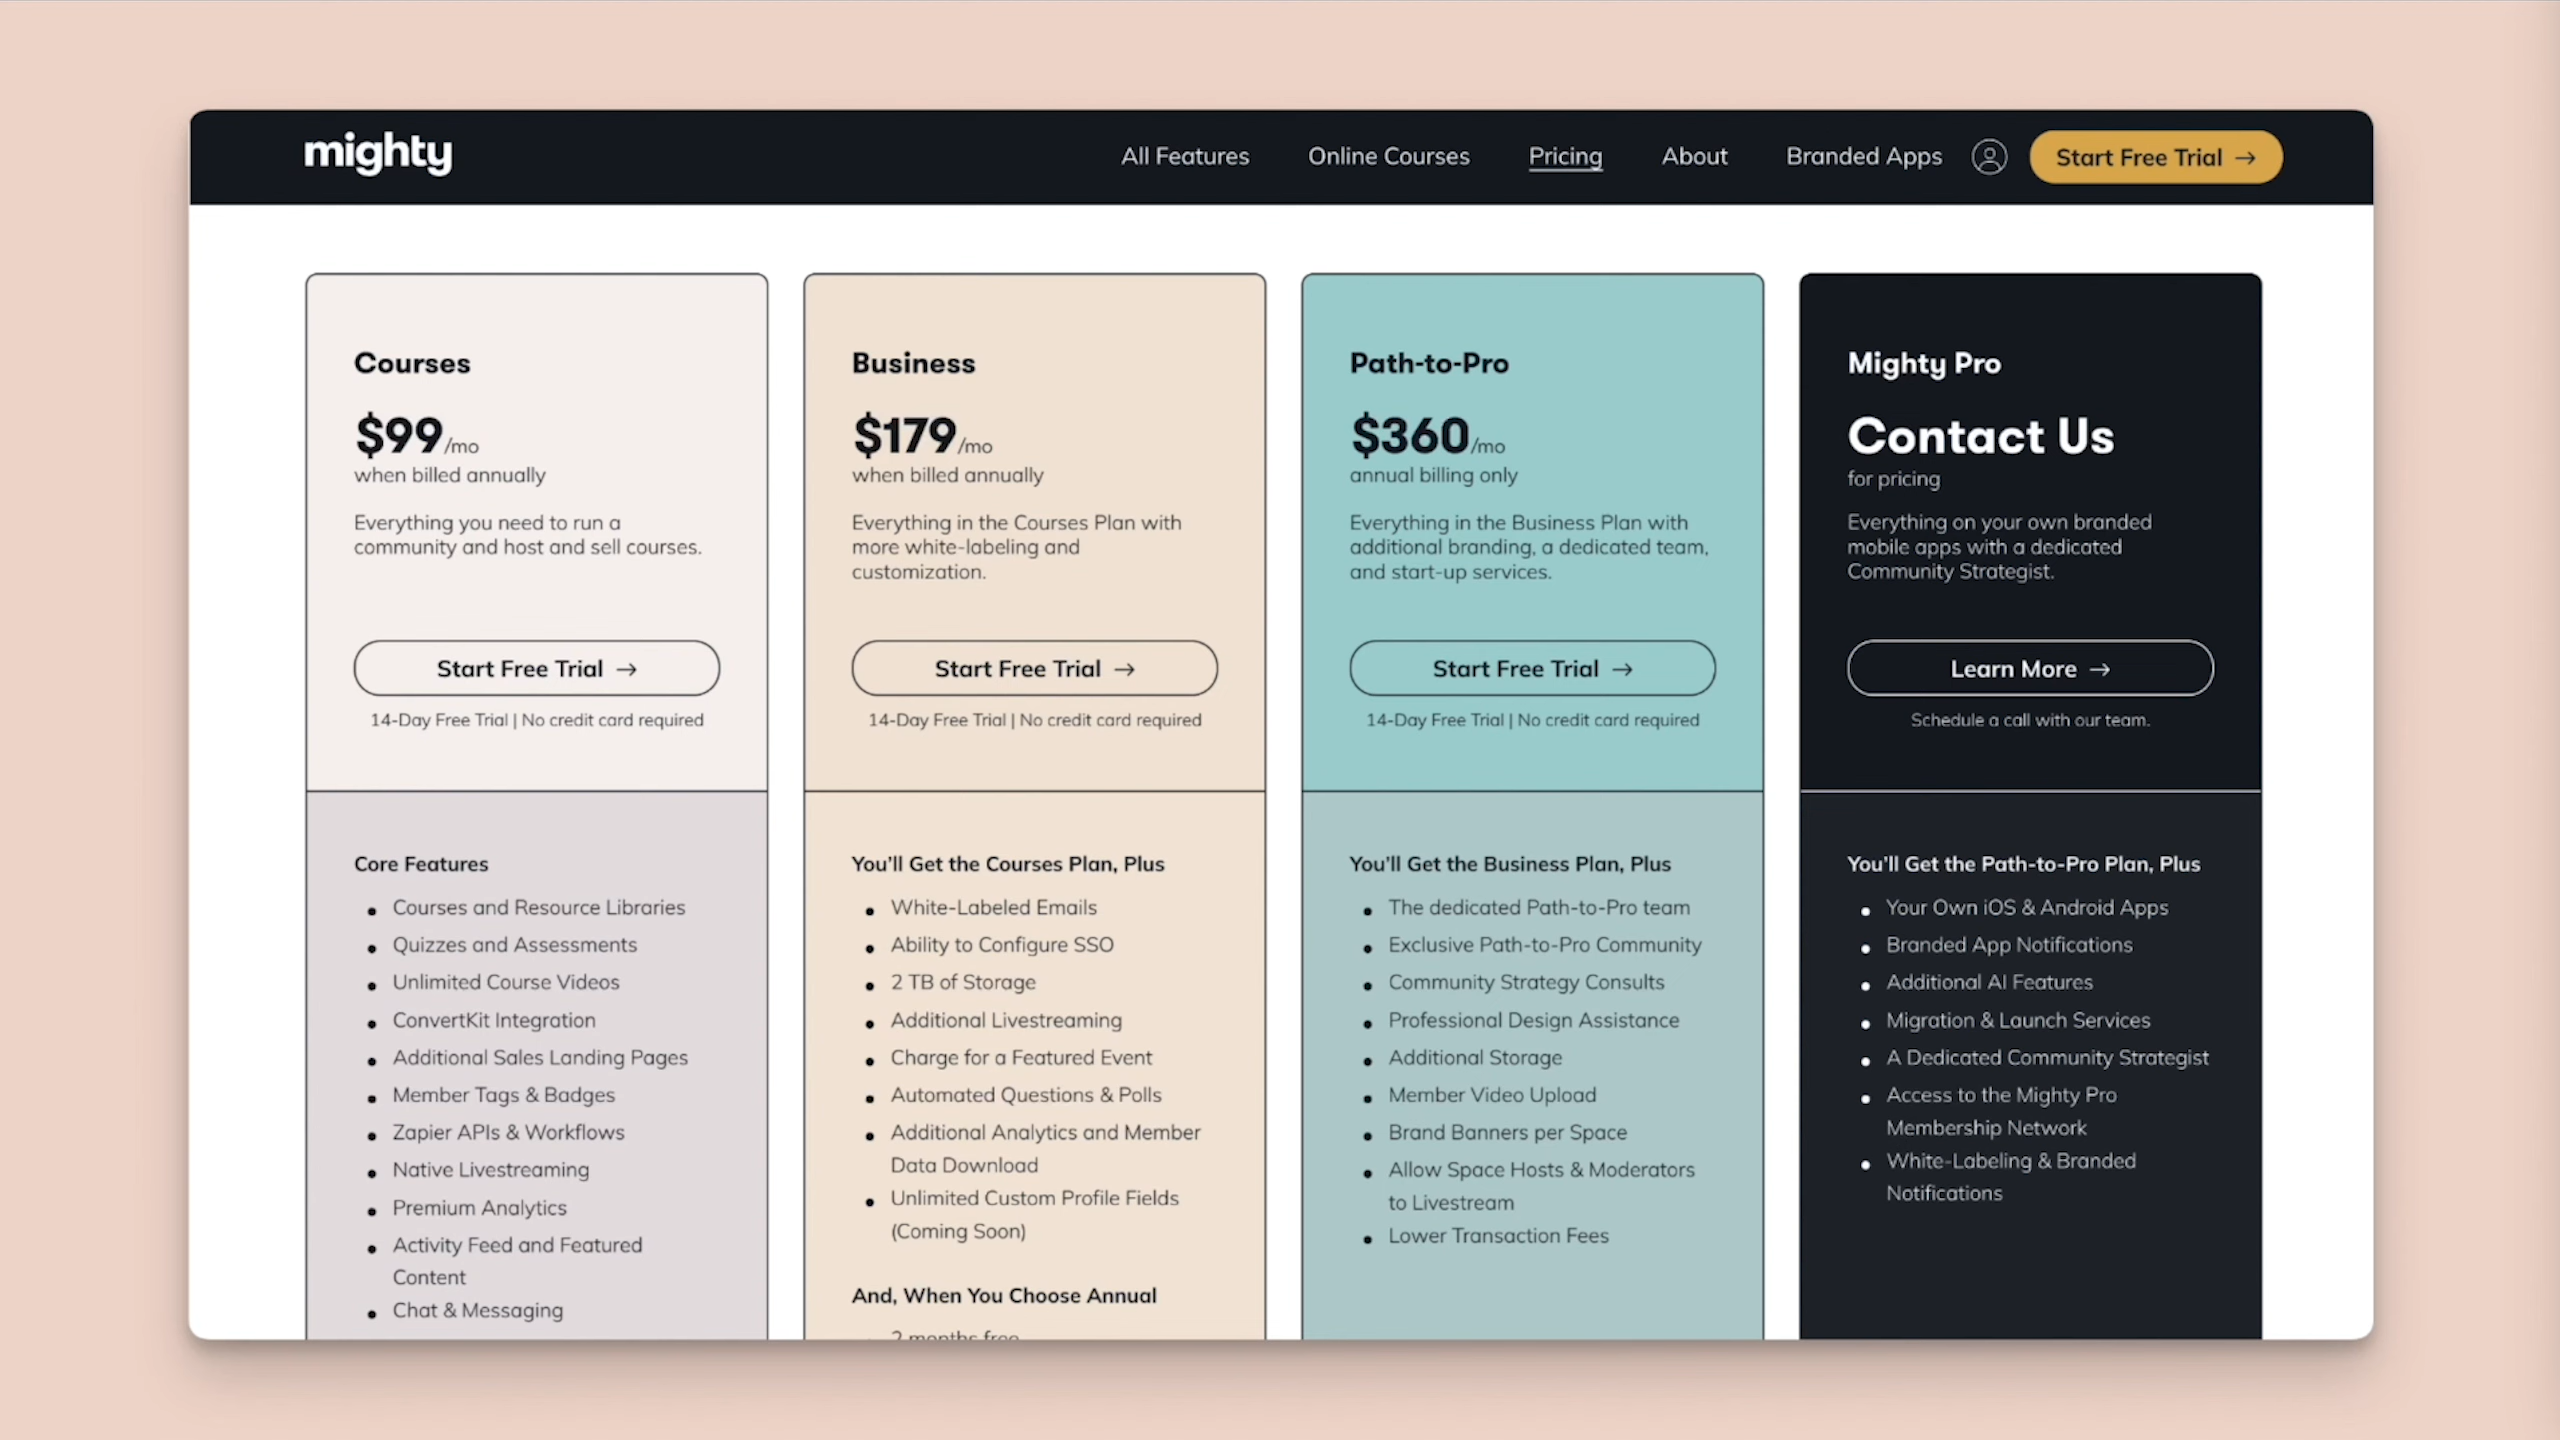 mighty
All Features
Online Courses
Pricing
About
Branded Apps
Start Free Trial →
Courses
$99/mo
when billed annually
Everything you need to run a
community and host and sell courses.
Start Free Trial →
14-Day Free Trial | No credit card required
Core Features
Courses and Resource Libraries
Quizzes and Assessments
Unlimited Course Videos
ConvertKit Integration
Additional Sales Landing Pages
Member Tags & Badges
Zapier APIs & Workflows
Native Livestreaming
Premium Analytics
Activity Feed and Featured
Content
Chat & Messaging
Business
$179/mo
when billed annually
Everything in the Courses Plan with
more white-labeling and
customization.
Start Free Trial →
14-Day Free Trial | No credit card required
You'll Get the Courses Plan, Plus
White-Labeled Emails
Ability to Configure SSO
2 TB of Storage
Additional Livestreaming
Charge for a Featured Event
Automated Questions & Polls
Additional Analytics and Member
Data Download
Unlimited Custom Profile Fields
(Coming Soon)
And, When You Choose Annual
2 months free
Path-to-Pro
$360/mo
annual billing only
Everything in the Business Plan with
additional branding, a dedicated team,
and start-up services.
Start Free Trial →
14-Day Free Trial | No credit card required
You'll Get the Business Plan, Plus
The dedicated Path-to-Pro team
Exclusive Path-to-Pro Community
Community Strategy Consults
Professional Design Assistance
Additional Storage
Member Video Upload
Brand Banners per Space
Allow Space Hosts & Moderators
to Livestream
Lower Transaction Fees
Mighty Pro
Contact Us
for pricing
Everything on your own branded
mobile apps with a dedicated
Community Strategist.
Learn More →
Schedule a call with our team.
You'll Get the Path-to-Pro Plan, Plus
Your Own iOS & Android Apps
Branded App Notifications
Additional AI Features
Migration & Launch Services
A Dedicated Community Strategist
Access to the Mighty Pro
Membership Network
White-Labeling & Branded
Notifications